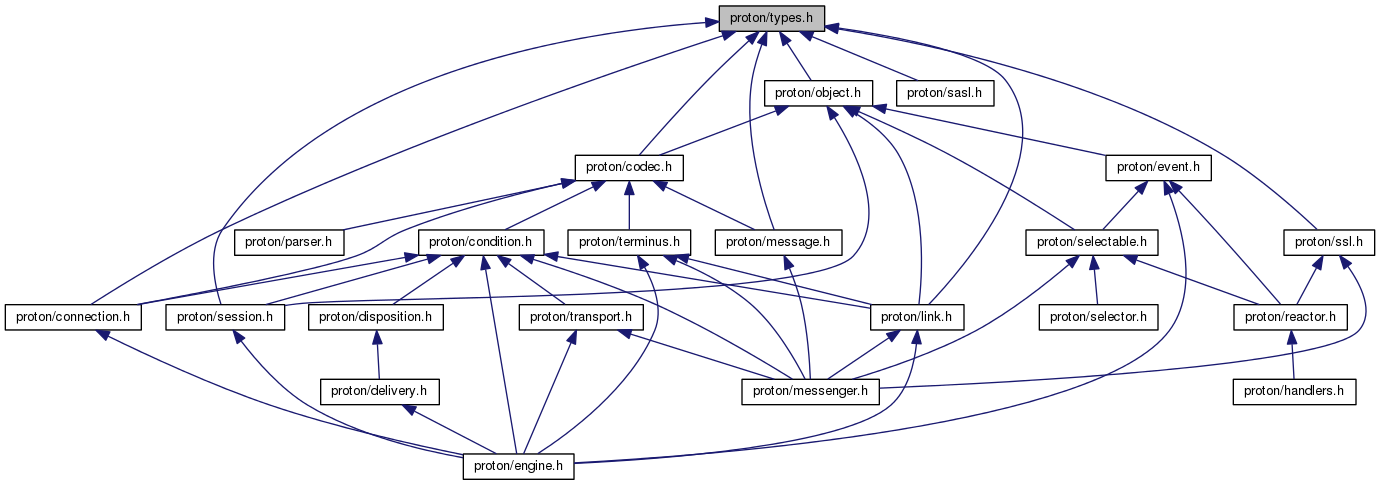 proton/types.h
proton/object.h
proton/sasl.h
proton/codec.h
proton/event.h
proton/parser.h
proton/condition.h
proton/terminus.h
proton/message.h
proton/selectable.h
proton/ssl.h
proton/connection.h
proton/session.h
proton/disposition.h
proton/transport.h
proton/link.h
proton/selector.h
proton/reactor.h
proton/delivery.h
proton/messenger.h
proton/handlers.h
proton/engine.h